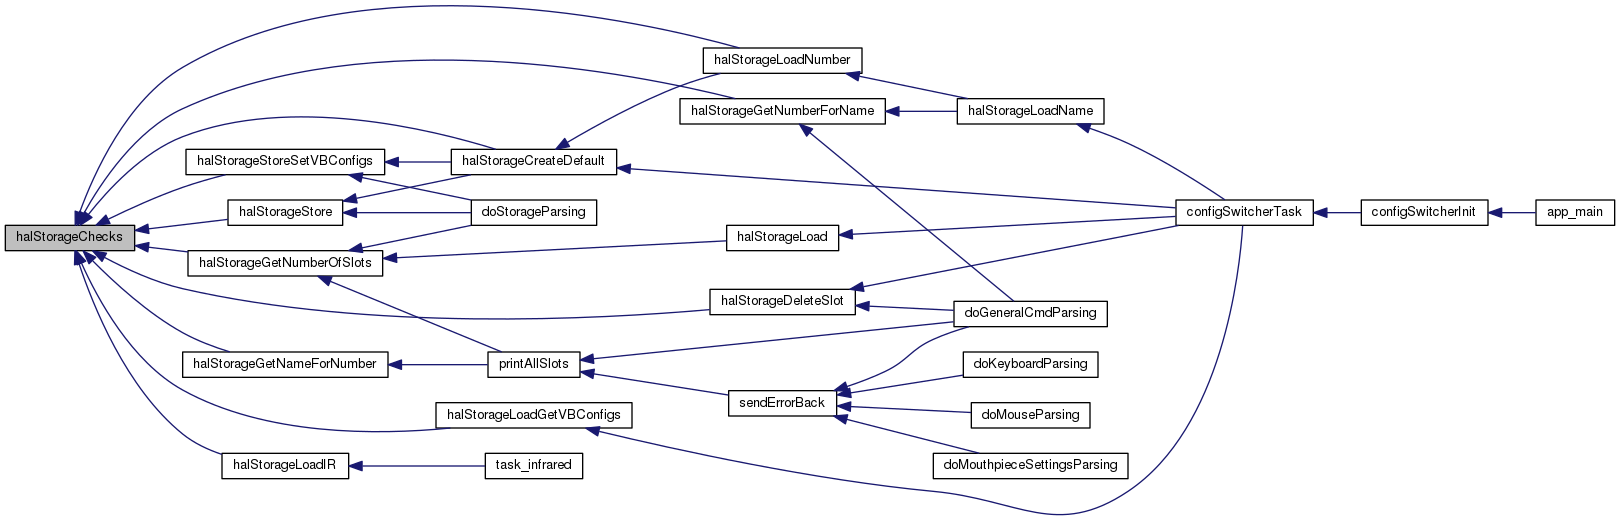 halStorageLoadNumber
halStorageGetNumberForName
halStorageLoadName
halStorageStoreSetVBConfigs
halStorageCreateDefault
halStorageStore
doStorageParsing
configSwitcherTask
configSwitcherInit
app_main
halStorageChecks
halStorageLoad
halStorageGetNumberOfSlots
halStorageDeleteSlot
doGeneralCmdParsing
halStorageGetNameForNumber
printAllSlots
doKeyboardParsing
sendErrorBack
halStorageLoadGetVBConfigs
doMouseParsing
halStorageLoadIR
task_infrared
doMouthpieceSettingsParsing